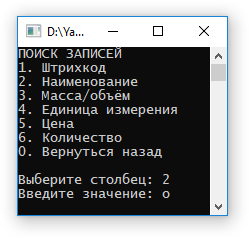 D:\Ya...
ПОИСК ЗАПИСЕЙ
1. Штрихкод
2. Наименование
3. Масса/объём
4. Единица измерения
5. Цена
6. Количество
0. Вернуться назад
Выберите столбец: 2
Введите значение: о